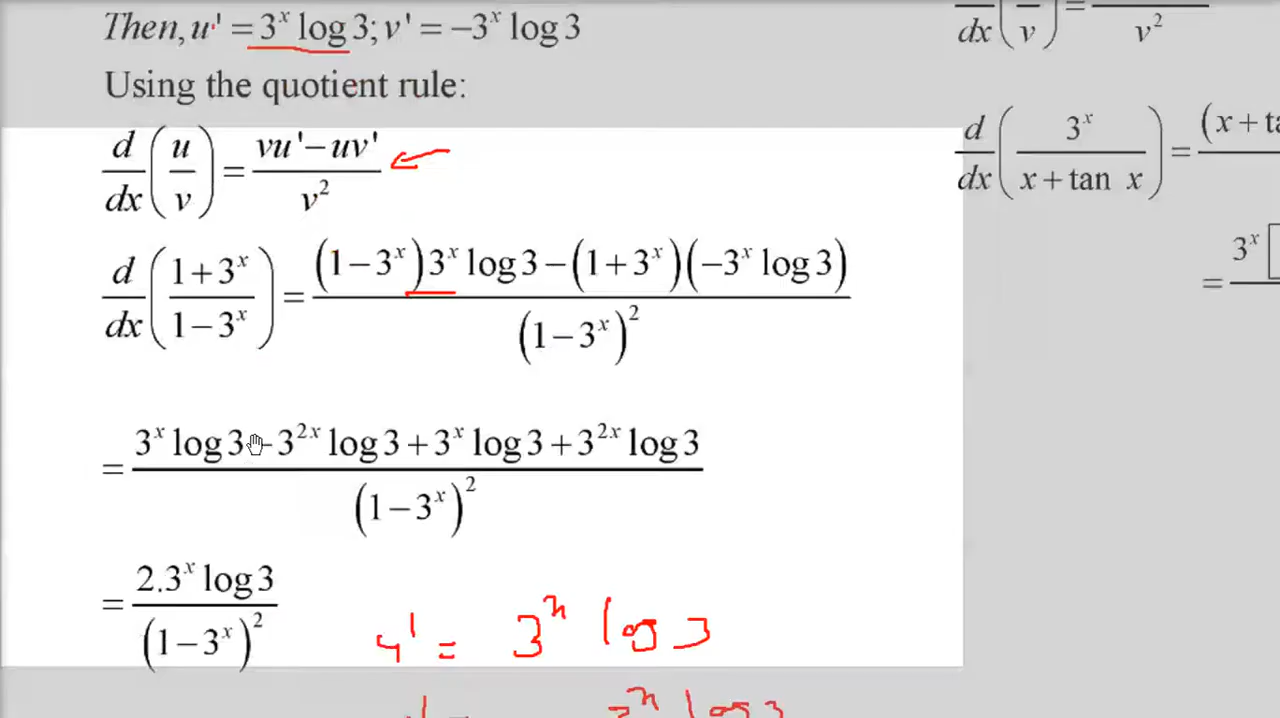 Then, u' = 3^x log 3; v' = −3^x log 3
Using the quotient rule:
d/dx (u/v) = (vu' − uv')/v^2
d/dx ((1+3^x)/(1−3^x)) = ((1−3^x)3^x log 3 − (1+3^x)(−3^x log 3))/(1−3^x)^2
= (3^x log 3 − 3^{2x} log 3 + 3^x log 3 + 3^{2x} log 3)/(1−3^x)^2
= 2.3^x log 3/(1−3^x)^2
u' = 3^x log 3
d/dx (/v) = /v^2
d/dx (3^x/(x + tan x)) = (x + ta
= 3^x [